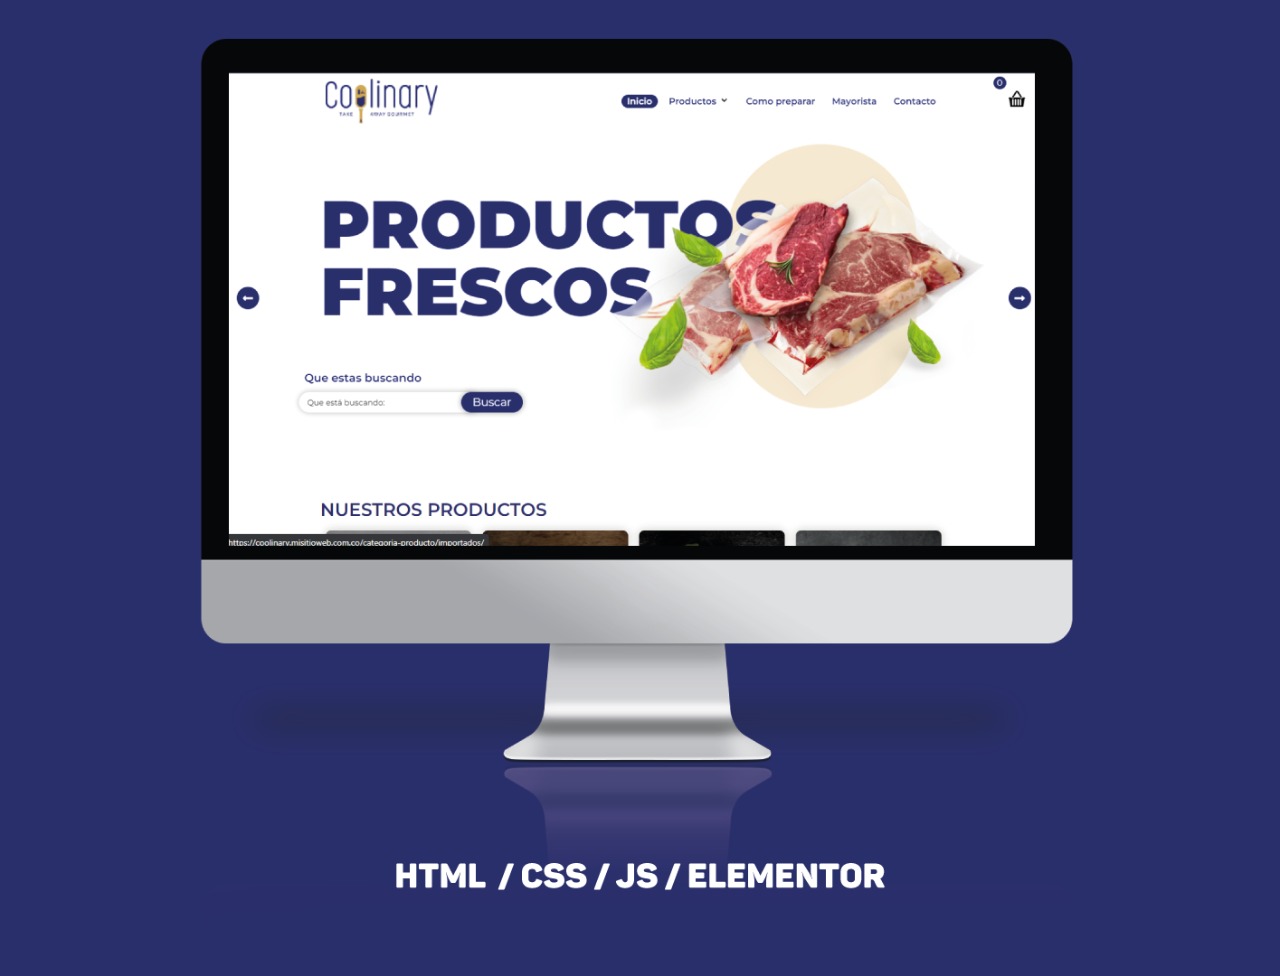 Coolinary
TAKE AWAY GOURMET
Inicio Productos Como preparar Mayorista Contacto
0
PRODUCTOS
FRESCOS
Que estas buscando
Que está buscando:
Buscar
NUESTROS PRODUCTOS
https://coolinary.misitioweb.com.co/categoria-producto/importados/
HTML / CSS / JS / ELEMENTOR